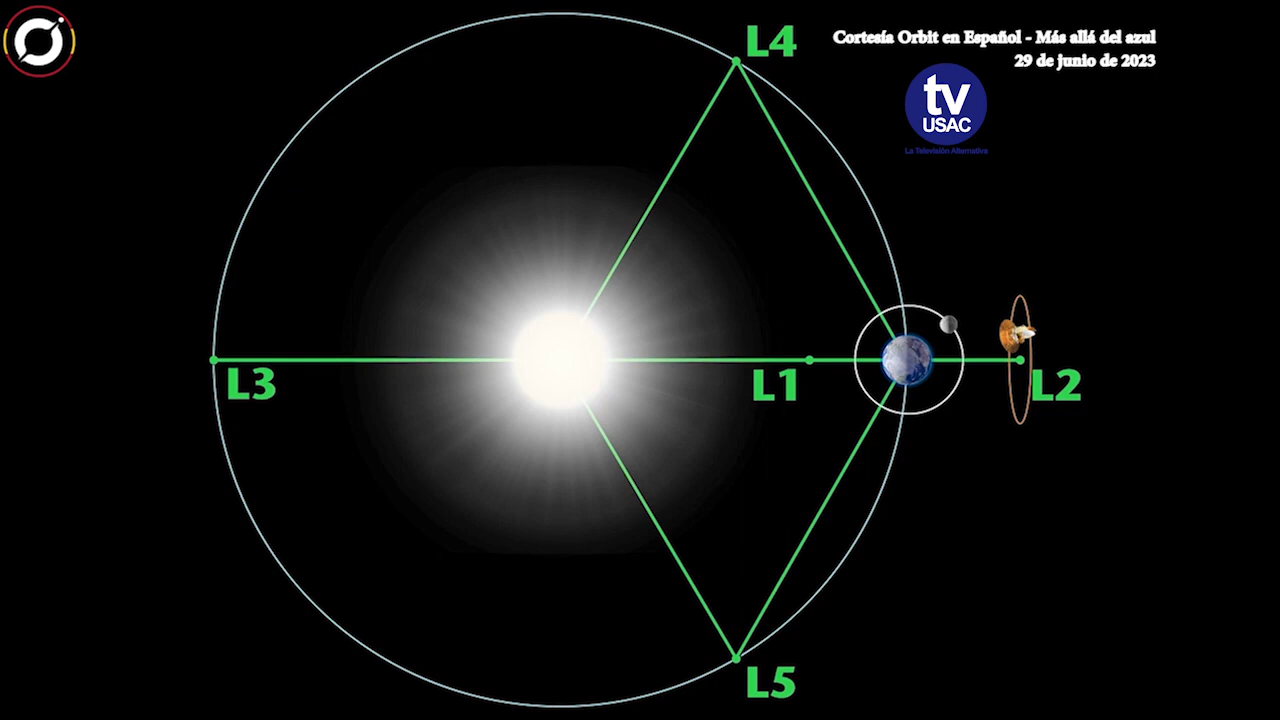 L4
Cortesía Orbit en Español - Más allá del azul
29 de junio de 2023
tv
USAC
La Televisión Alternativa
L3
L1
L2
L5